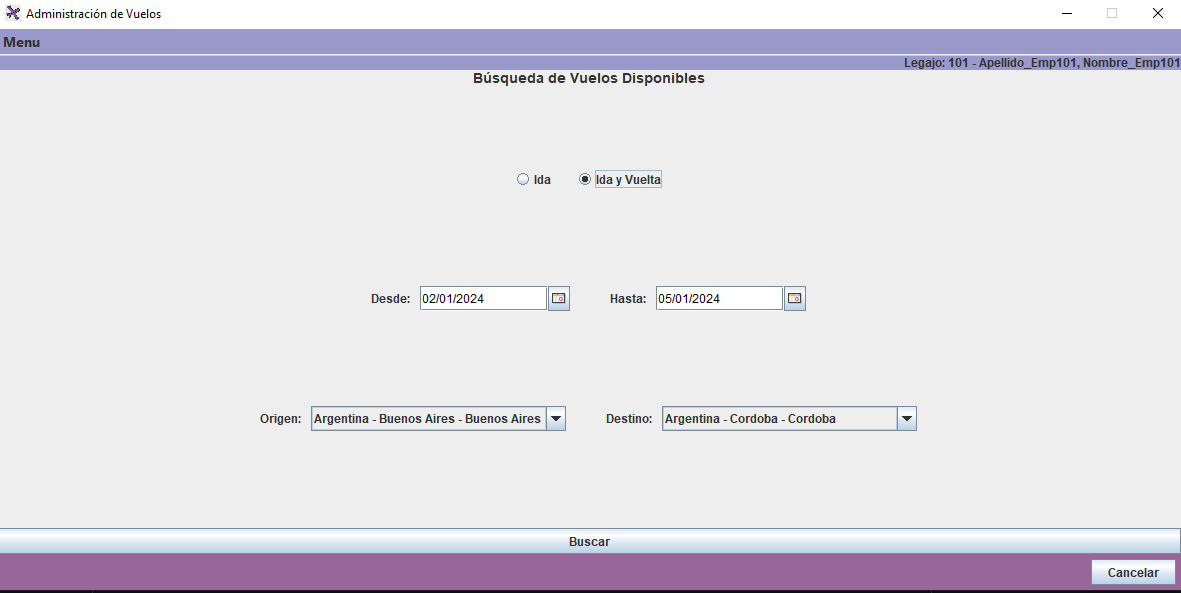 Administración de Vuelos
Menu
Legajo: 101 - Apellido_Emp101, Nombre_Emp101
Búsqueda de Vuelos Disponibles
Ida Ida y Vuelta
Desde: 02/01/2024 Hasta: 05/01/2024
Origen: Argentina - Buenos Aires - Buenos Aires Destino: Argentina - Cordoba - Cordoba
Buscar
Cancelar